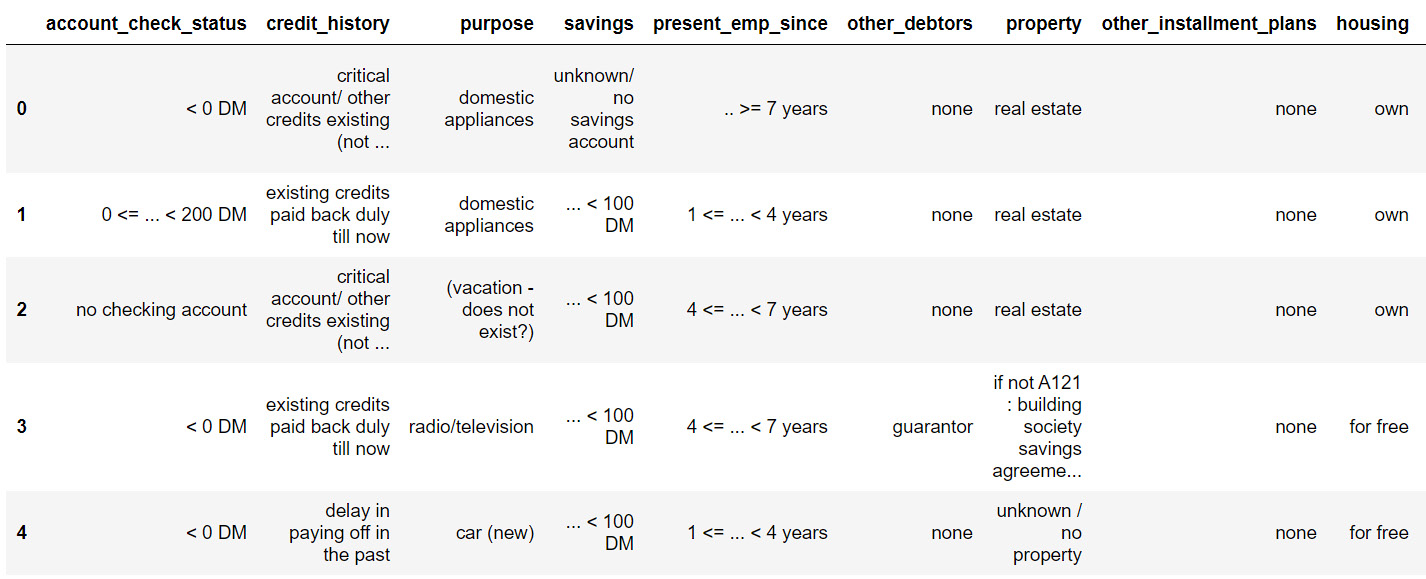 account_check_status credit_history purpose savings present_emp_since other_debtors property other_installment_plans housing
0 < 0 DM critical account/ other credits existing (not ... domestic appliances unknown/ no savings account .. >= 7 years none real estate none own
1 0 <= ... < 200 DM existing credits paid back duly till now domestic appliances ... < 100 DM 1 <= ... < 4 years none real estate none own
2 no checking account critical account/ other credits existing (not ... (vacation - does not exist?) ... < 100 DM 4 <= ... < 7 years none real estate none own
3 < 0 DM existing credits paid back duly till now radio/television ... < 100 DM 4 <= ... < 7 years guarantor if not A121 : building society savings agreeme... none for free
4 < 0 DM delay in paying off in the past car (new) ... < 100 DM 1 <= ... < 4 years none unknown / no property none for free